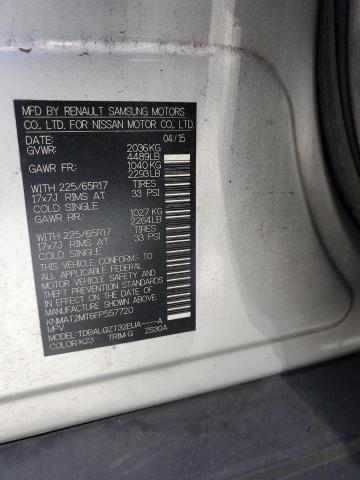 MFD BY RENAULT SAMSUNG MOTORS
CO., LTD. FOR NISSAN MOTOR CO., LTD.
DATE: 04/15
GVWR: 2036KG
4489LB
GAWR FR: 1040KG
2293LB
WITH 225/65R17 TIRES
17x7J RIMS AT 33 PSI
COLD SINGLE
GAWR RR: 1027KG
2264LB
WITH 225/65R17 TIRES
17x7J RIMS AT 33 PSI
COLD SINGLE
THIS VEHICLE CONFORMS TO
ALL APPLICABLE FEDERAL
MOTOR VEHICLE SAFETY, BUMPER
& THEFT PREVENTION STANDARDS
IN EFFECT ON THE DATE OF
MANUFACTURE SHOWN ABOVE.
KNMAT2MT6FP557720
MPV
MODEL: TDBALQZT32EUA----A
COLOR:K23 TRIM:G Z530A